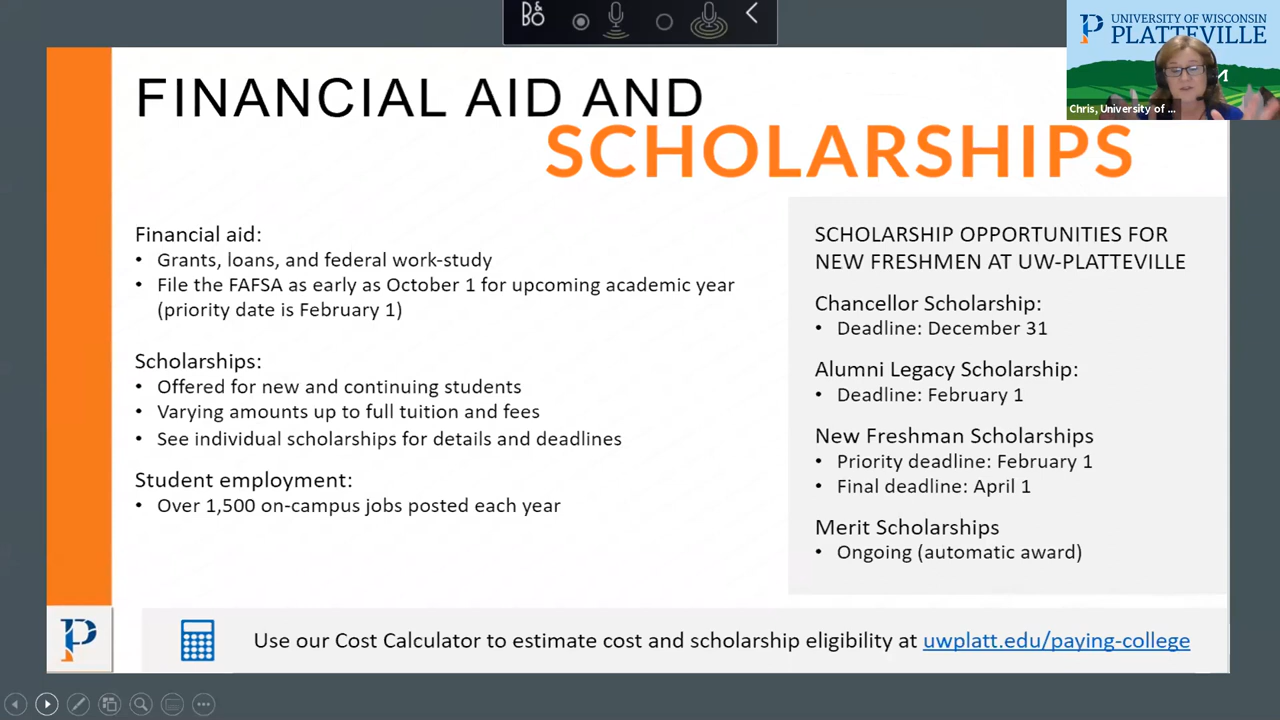 B&O
UNIVERSITY OF WISCONSIN
PLATTEVILLE
M
Chris, University of ...
FINANCIAL AID AND
SCHOLARSHIPS
Financial aid:
• Grants, loans, and federal work-study
• File the FAFSA as early as October 1 for upcoming academic year
(priority date is February 1)
Scholarships:
• Offered for new and continuing students
• Varying amounts up to full tuition and fees
• See individual scholarships for details and deadlines
Student employment:
• Over 1,500 on-campus jobs posted each year
SCHOLARSHIP OPPORTUNITIES FOR
NEW FRESHMEN AT UW-PLATTEVILLE
Chancellor Scholarship:
• Deadline: December 31
Alumni Legacy Scholarship:
• Deadline: February 1
New Freshman Scholarships
• Priority deadline: February 1
• Final deadline: April 1
Merit Scholarships
• Ongoing (automatic award)
P
Use our Cost Calculator to estimate cost and scholarship eligibility at uwplatt.edu/paying-college